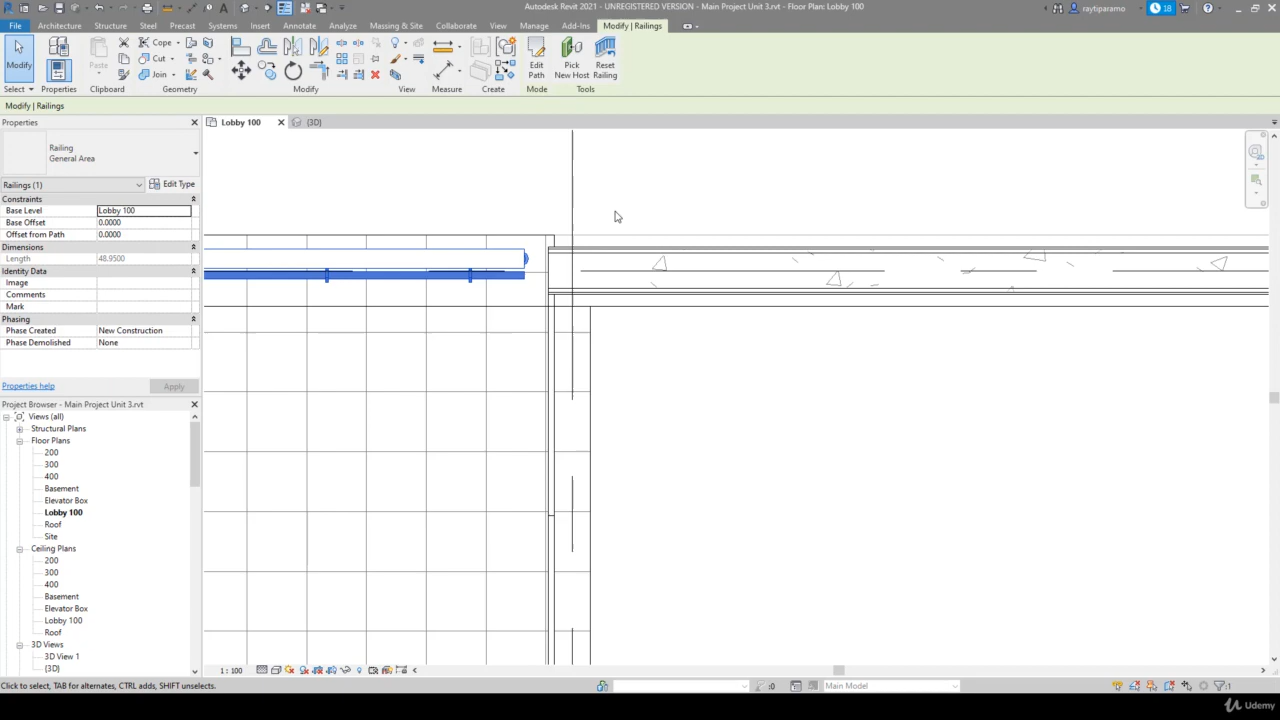 Autodesk Revit 2021 - UNREGISTERED VERSION - Main Project Unit 3.rvt - Floor Plan: Lobby 100
raytiparamo
18
File Architecture Structure Steel Precast Systems Insert Annotate Analyze Massing & Site Collaborate View Manage Add-Ins Modify | Railings
Modify
Cope
Cut
Paste
Join
Edit Path
Pick New Host
Reset Railing
Select Properties Clipboard Geometry Modify View Measure Create Mode Tools
Modify | Railings
Properties
Lobby 100
{3D}
Railing
General Area
Railings (1)
Edit Type
Constraints
Base Level Lobby 100
Base Offset 0.0000
Offset from Path 0.0000
Dimensions
Length 48.9500
Identity Data
Image
Comments
Mark
Phasing
Phase Created New Construction
Phase Demolished None
Properties help
Apply
Project Browser - Main Project Unit 3.rvt
Views (all)
Structural Plans
Floor Plans
200
300
400
Basement
Elevator Box
Lobby 100
Roof
Site
Ceiling Plans
200
300
400
Basement
Elevator Box
Lobby 100
Roof
3D Views
3D View 1
{3D}
1 : 100
Click to select, TAB for alternates, CTRL adds, SHIFT unselects.
:0
Main Model
:1
Udemy